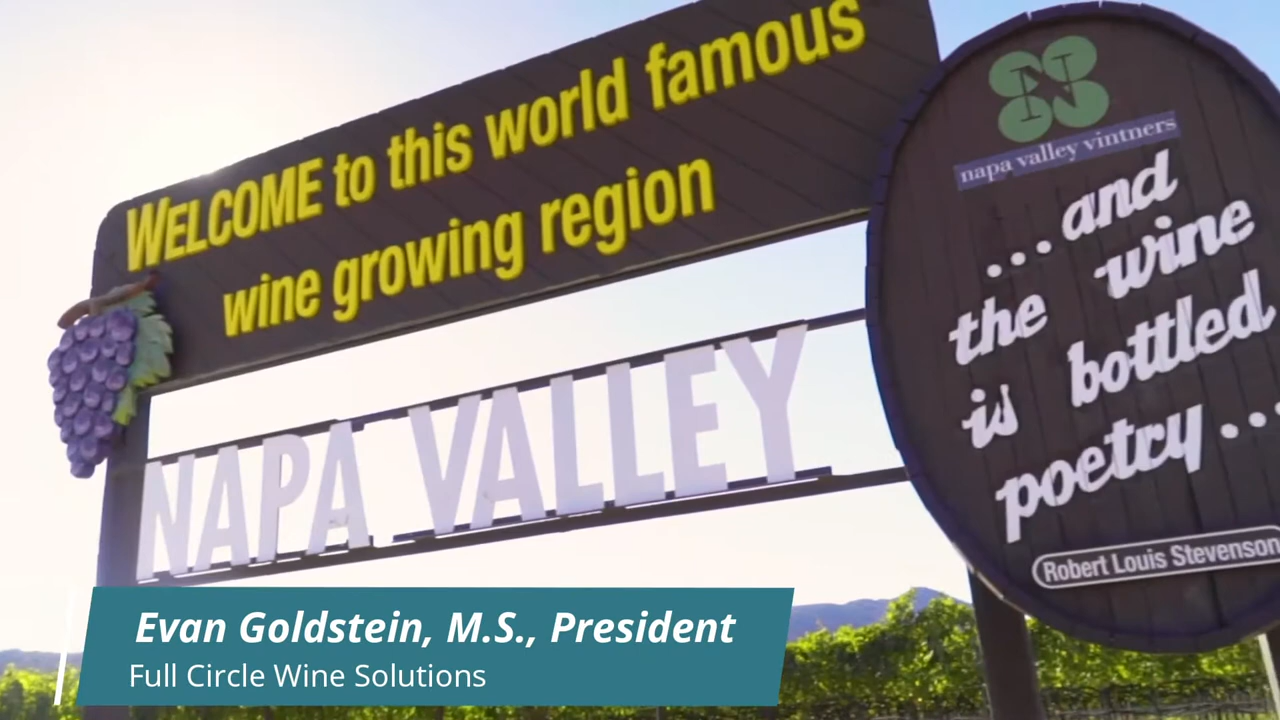 WELCOME to this world famous
wine growing region
NAPA VALLEY
N
napa valley vintners
...and
the wine
is bottled
poetry...
Robert Louis Stevenson
Evan Goldstein, M.S., President
Full Circle Wine Solutions